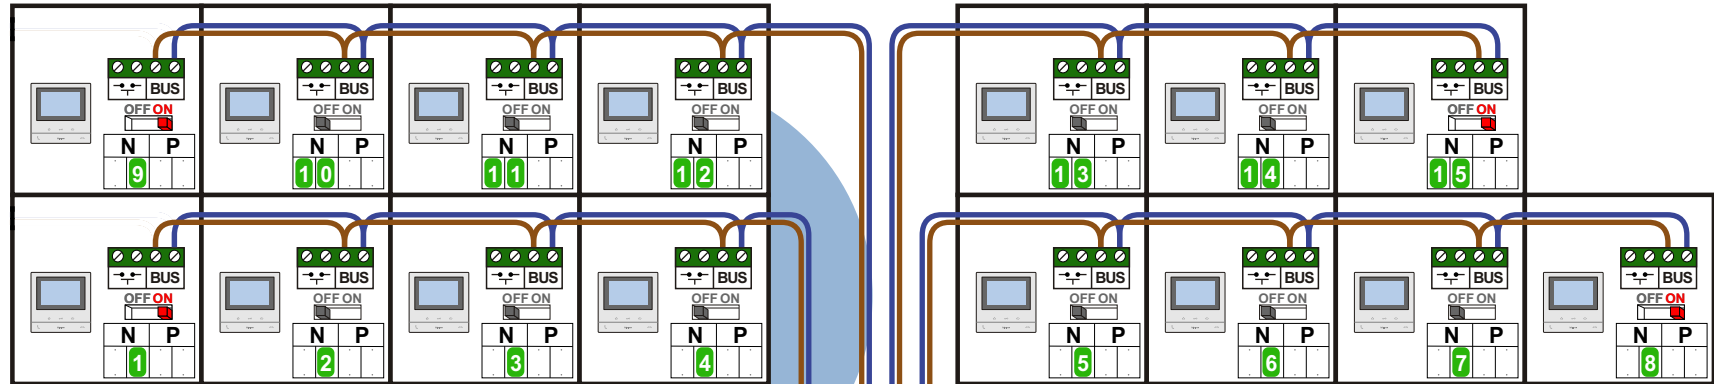 BUS BUS BUS BUS BUS BUS BUS
OFF ON OFF ON OFF ON OFF ON OFF ON OFF ON OFF ON
N P N P N P N P N P N P N P
9 10 11 12 13 14 15
BUS BUS BUS BUS BUS BUS BUS BUS
OFF ON OFF ON OFF ON OFF ON OFF ON OFF ON OFF ON OFF ON
N P N P N P N P N P N P N P N P
1 2 3 4 5 6 7 8